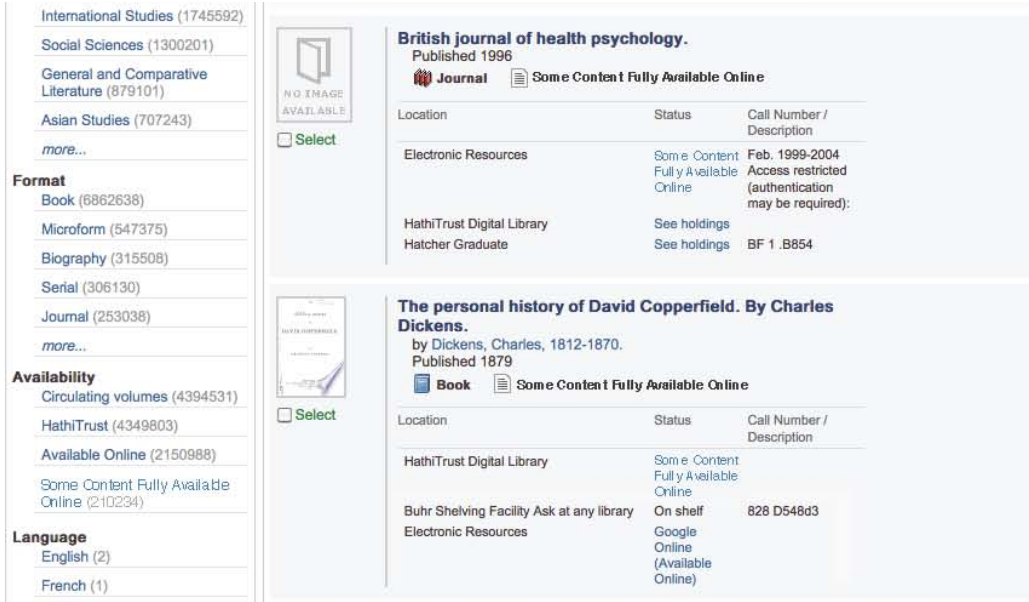 International Studies (1745592)
Social Sciences (1300201)
General and Comparative
Literature (879101)
Asian Studies (707243)
more...
Format
Book (6862638)
Microform (547375)
Biography (315508)
Serial (306130)
Journal (253038)
more...
Availability
Circulating volumes (4394531)
HathiTrust (4349803)
Available Online (2150988)
Some Content Fully Available
Online (210234)
Language
English (2)
French (1)
NO IMAGE
AVAILABLE
Select
British journal of health psychology.
Published 1996
Journal Some Content Fully Available Online
Location Status Call Number /
Description
Electronic Resources Some Content Feb. 1999-2004
Fully Available Access restricted
Online (authentication
may be required):
HathiTrust Digital Library See holdings
Hatcher Graduate See holdings BF 1 .B854
DAVID COPPERFIELD
Select
The personal history of David Copperfield. By Charles
Dickens.
by Dickens, Charles, 1812-1870.
Published 1879
Book Some Content Fully Available Online
Location Status Call Number /
Description
HathiTrust Digital Library Some Content
Fully Available
Online
Buhr Shelving Facility Ask at any library On shelf 828 D548d3
Electronic Resources Google
Online
(Available
Online)